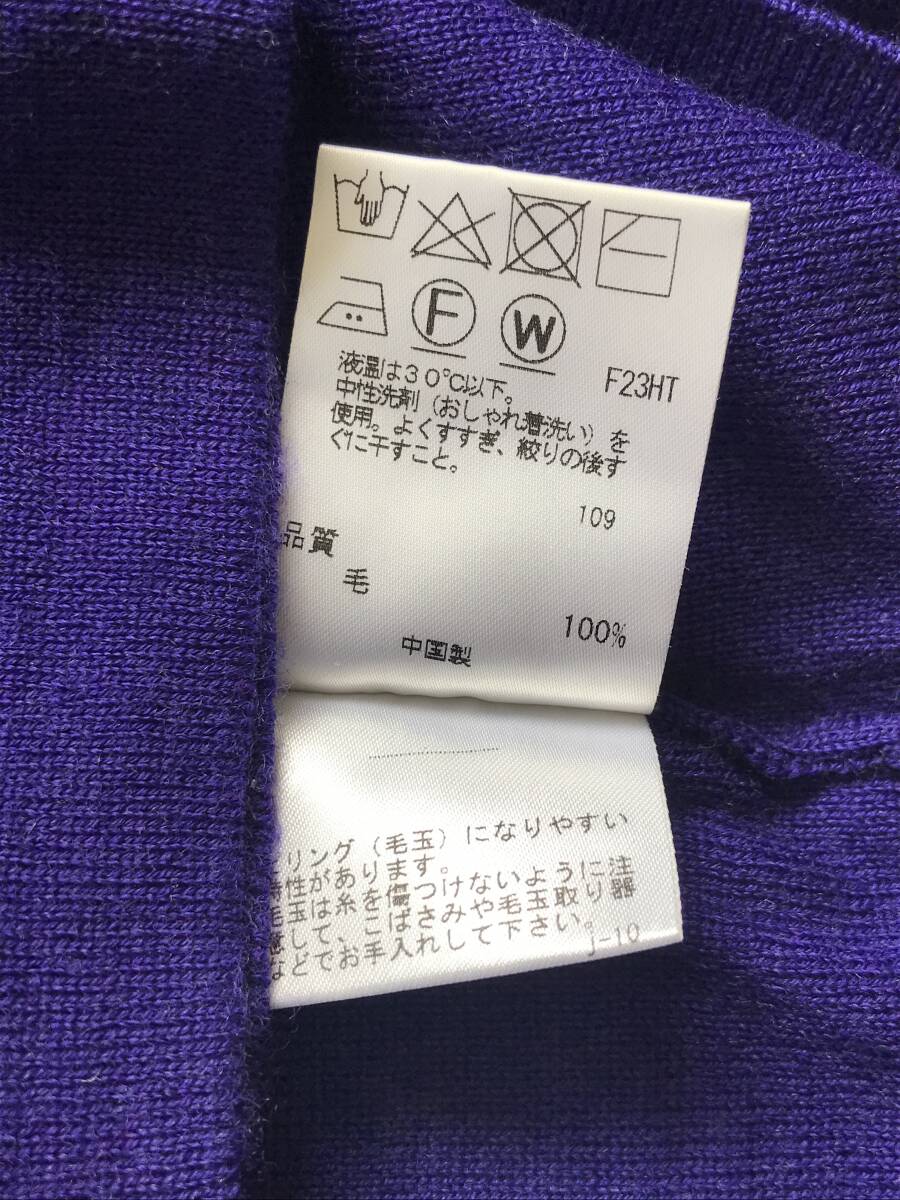 F
W
F23HT
液温は30℃以下。
中性洗剤(おしゃれ着洗い)を
使用。よくすすぎ、絞りの後す
ぐに干すこと。
109
品質
毛
100%
中国製
リング(毛玉)になりやすい
特性があります。
毛玉は糸を傷つけないように注
意して、こばさみや毛玉取り器
などでお手入れして下さい。
J-10